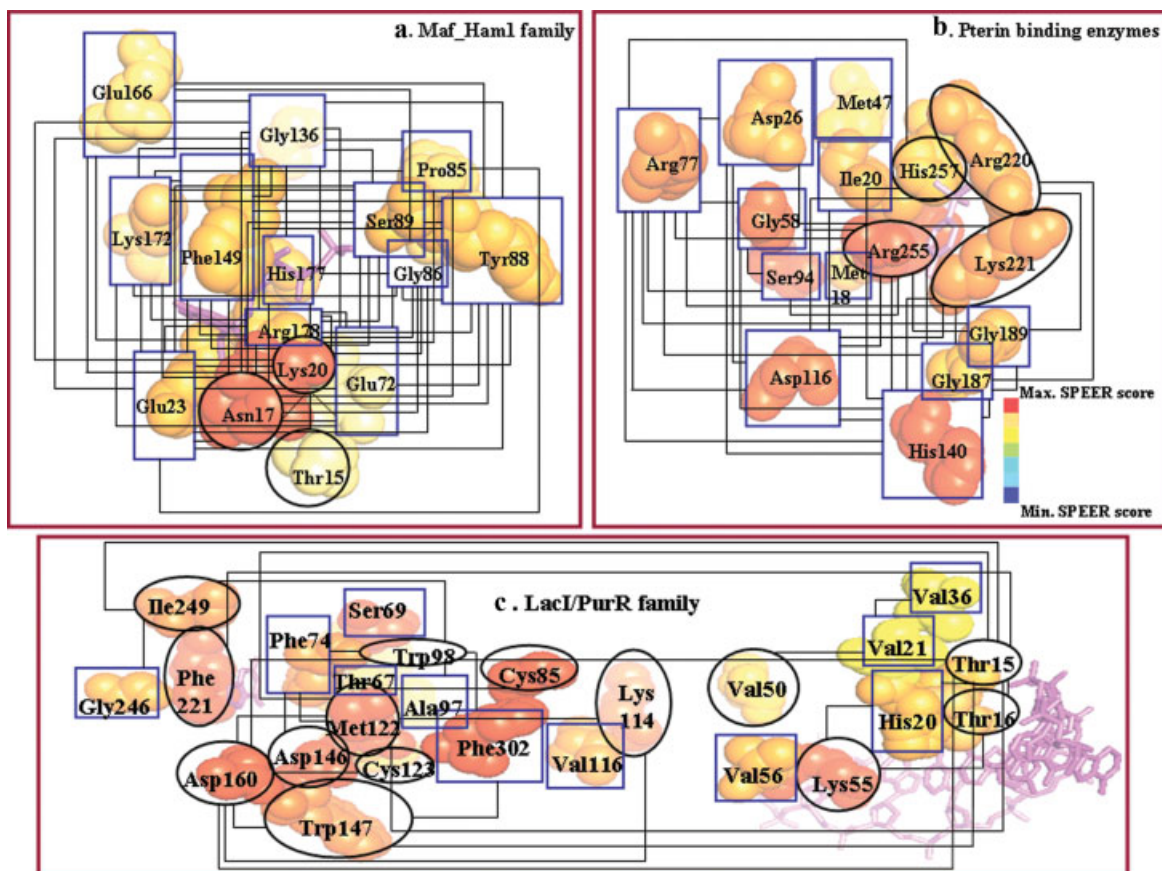 a. Maf_Ham1 family
Glu166
Gly136
Pro85
Lys172
Phe149
Ser89
His177
Gly86
Tyr88
Arg178
Lys20
Glu72
Glu23
Asn17
Thr15
b. Pterin binding enzymes
Met47
Asp26
Arg77
His257
Arg220
Ile20
Gly58
Arg255
Ser94
Met
18
Lys221
Gly189
Asp116
Gly187
Max. SPEER score
His140
Min. SPEER score
c. LacI/PurR family
Ile249
Ser69
Val36
Phe74
Trp98
Val21
Thr15
Phe
221
Thr67
Cys85
Lys
114
Val50
Gly246
Ala97
His20
Thr16
Met122
Phe302
Asp146
Val116
Asp160
Cys123
Val56
Lys55
Trp147